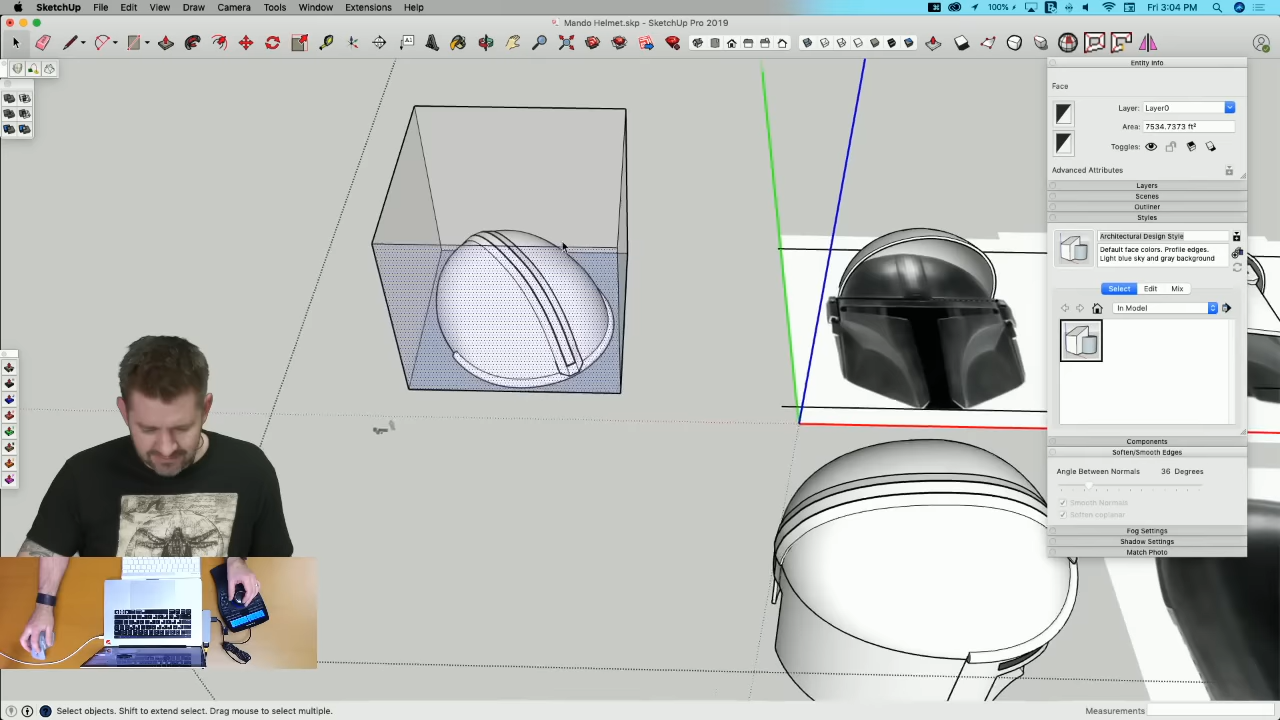 SketchUp File Edit View Draw Camera Tools Window Extensions Help
100% Fri 3:04 PM
Mando Helmet.skp - SketchUp Pro 2019
Entity Info
Face
Layer: Layer0
Area: 7534.7373 ft²
Toggles:
Advanced Attributes
Layers
Scenes
Outliner
Styles
Architectural Design Style
Default face colors. Profile edges.
Light blue sky and gray background
Select Edit Mix
In Model
Components
Soften/Smooth Edges
Angle Between Normals 36 Degrees
Smooth Normals
Soften coplanar
Fog Settings
Shadow Settings
Match Photo
Select objects. Shift to extend select. Drag mouse to select multiple.
Measurements